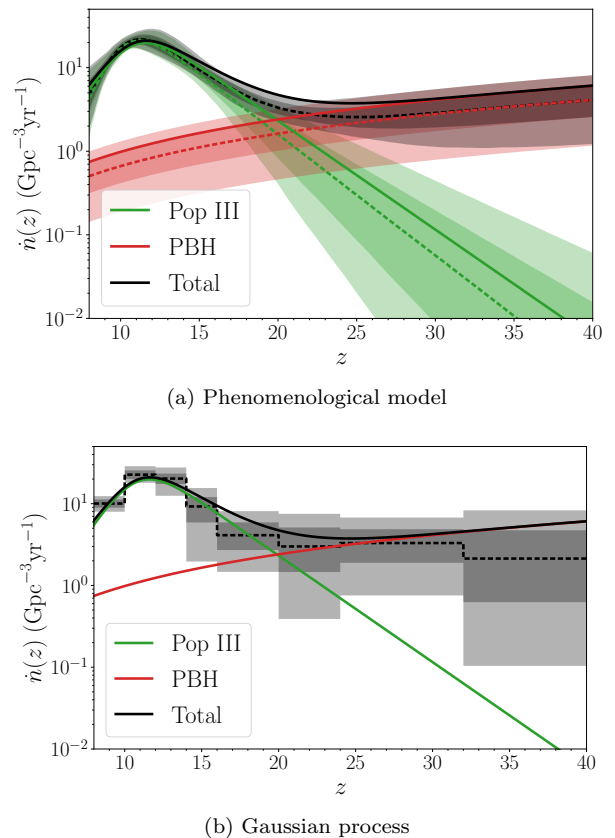 10¹
10⁰
10⁻¹
10⁻²
ṅ(z) (Gpc⁻³yr⁻¹)
Pop III
PBH
Total
10 15 20 25 30 35 40
z
(a) Phenomenological model
10¹
10⁰
10⁻¹
10⁻²
ṅ(z) (Gpc⁻³yr⁻¹)
Pop III
PBH
Total
10 15 20 25 30 35 40
z
(b) Gaussian process